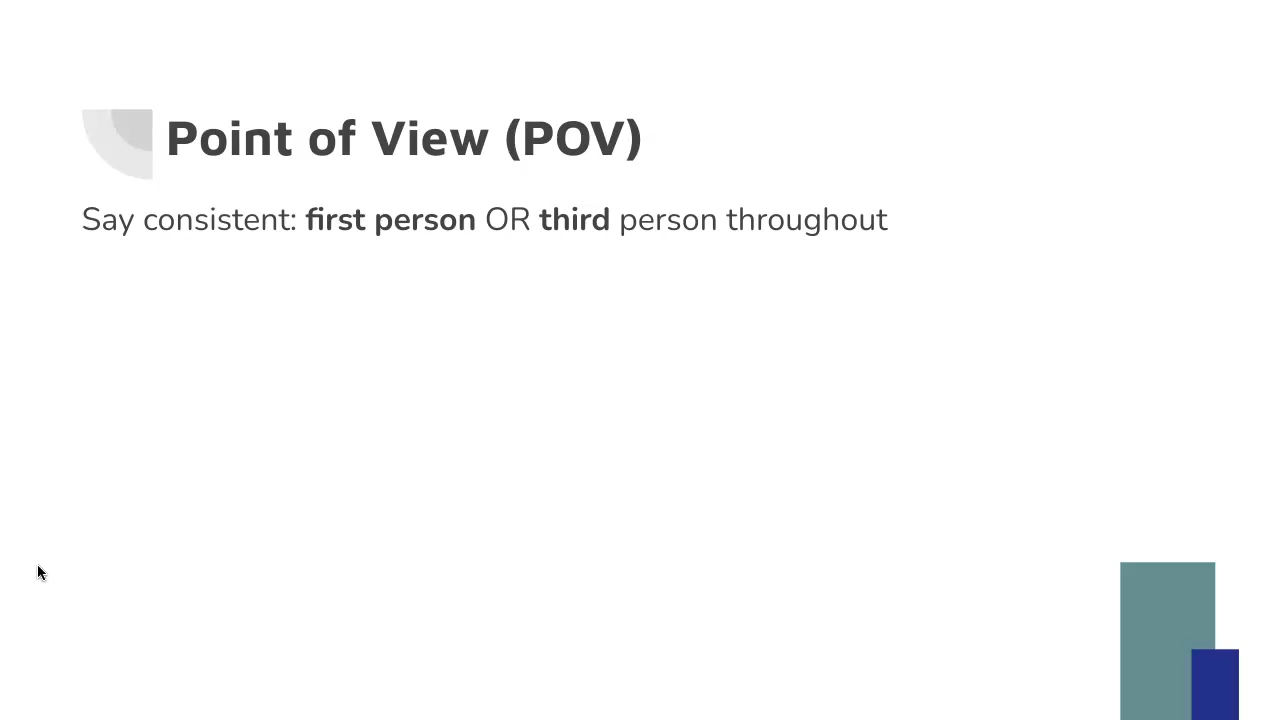 Point of View (POV)
Say consistent: first person OR third person throughout